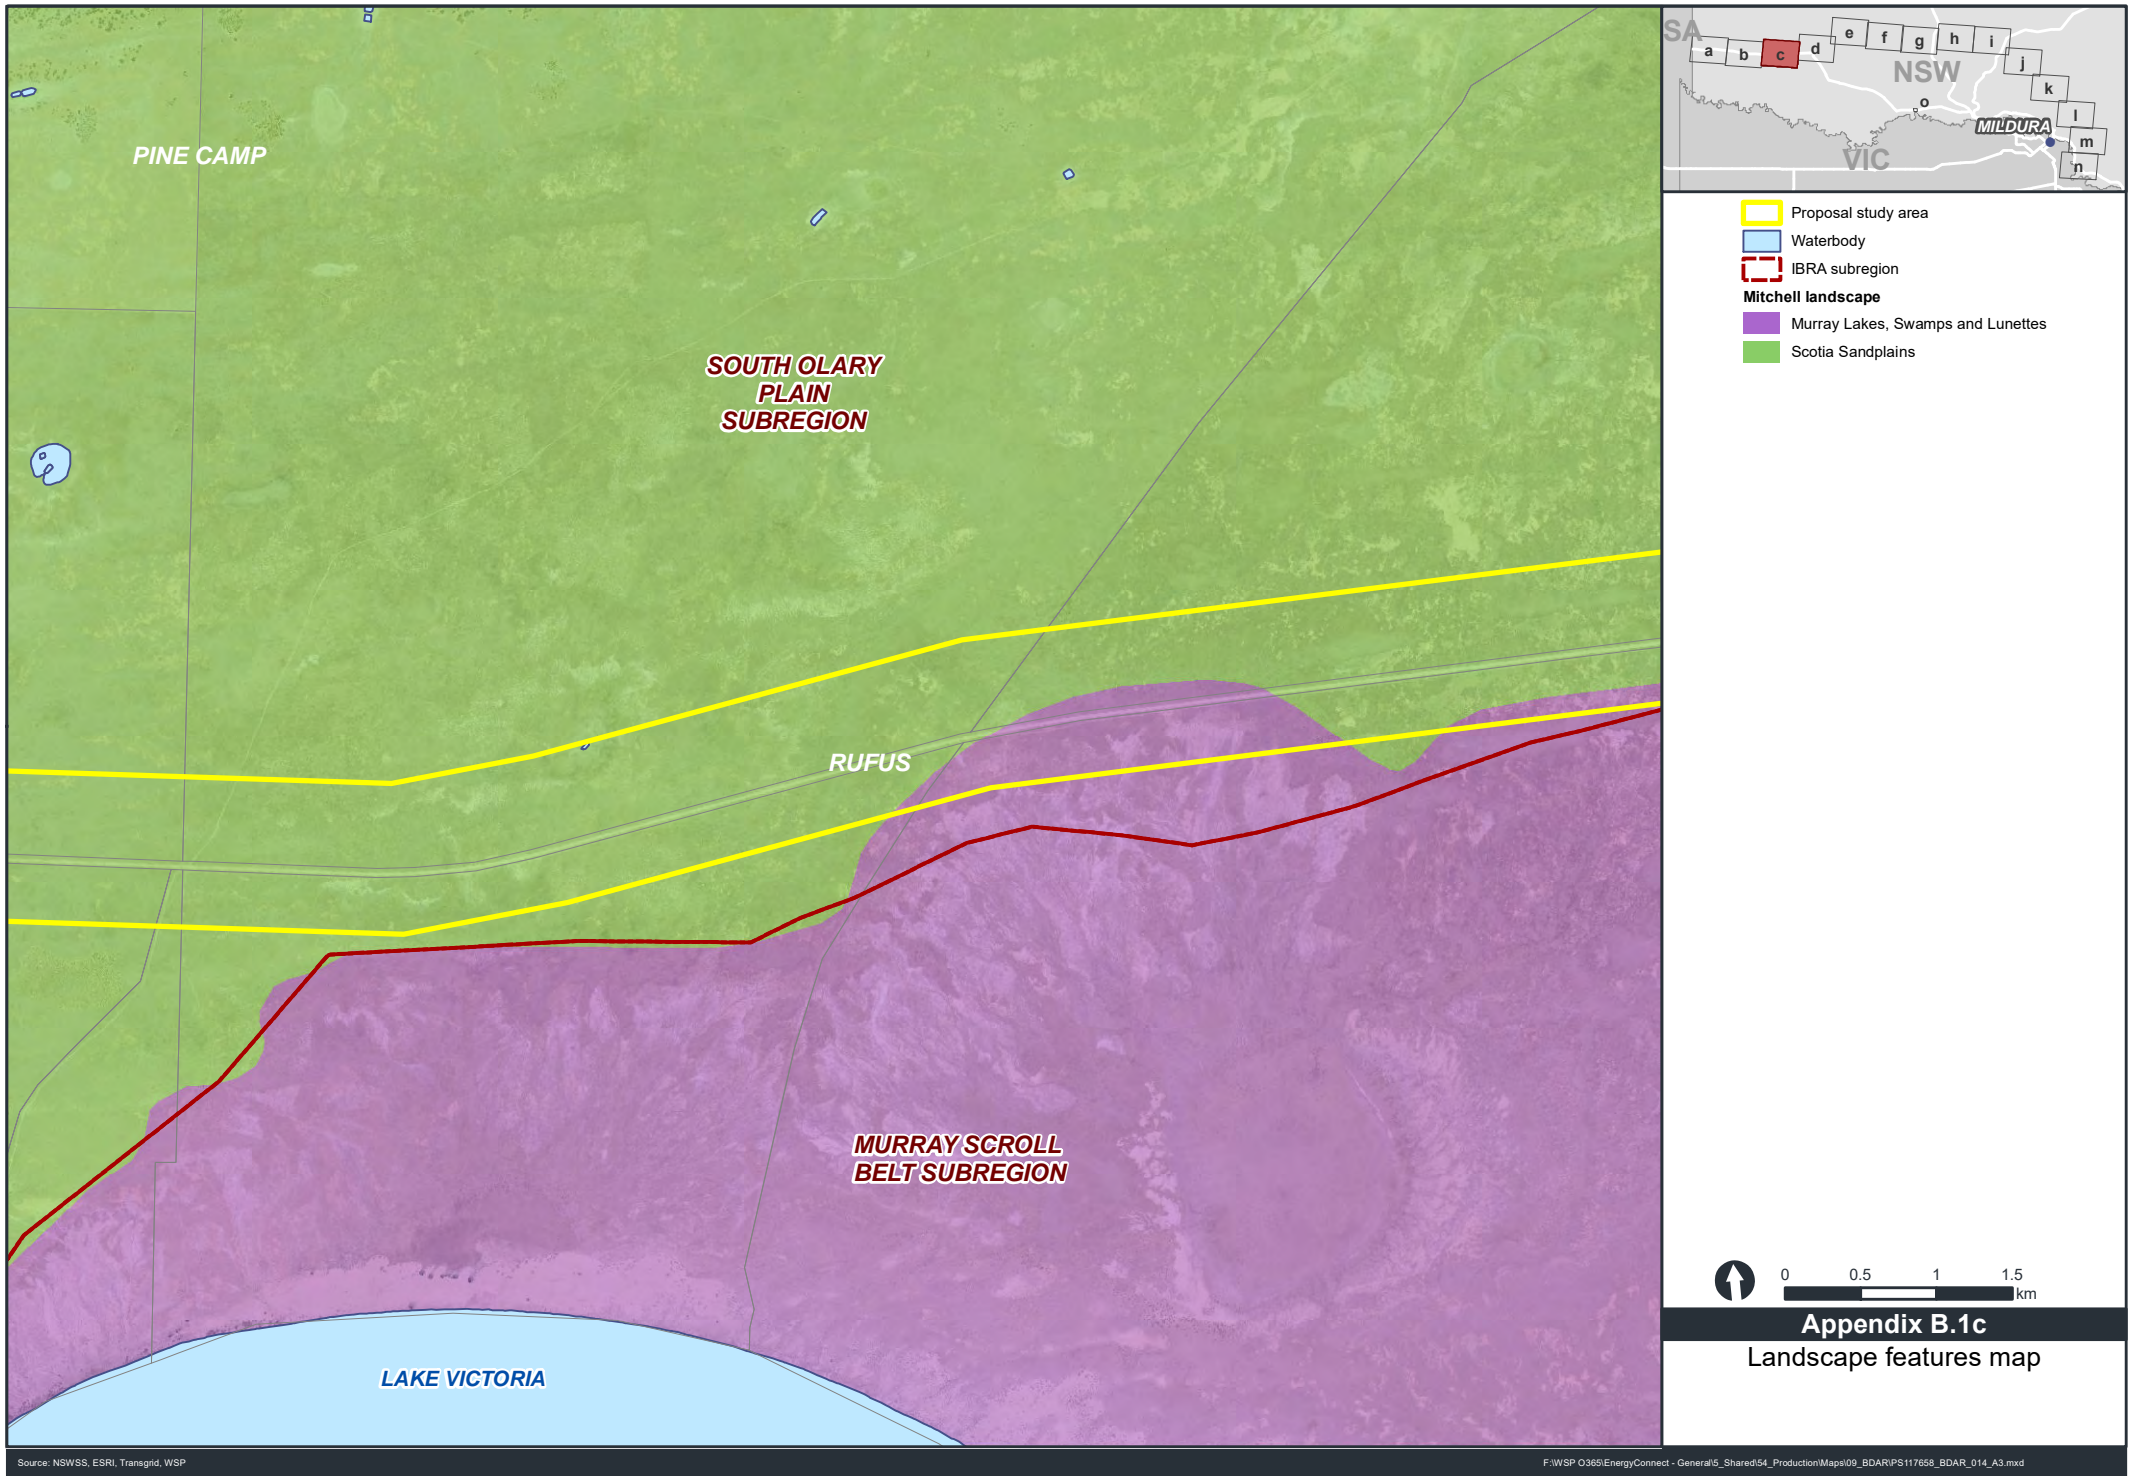 PINE CAMP
SOUTH OLARY
PLAIN
SUBREGION
RUFUS
MURRAY SCROLL
BELT SUBREGION
LAKE VICTORIA
SA
a
b
c
d
e
f
g
h
i
j
k
l
m
n
o
NSW
MILDURA
VIC
Proposal study area
Waterbody
IBRA subregion
Mitchell landscape
Murray Lakes, Swamps and Lunettes
Scotia Sandplains
0 0.5 1 1.5
km
Appendix B.1c
Landscape features map
Source: NSWSS, ESRI, Transgrid, WSP
F:\WSP O365\EnergyConnect - General\5_Shared\54_Production\Maps\09_BDAR\PS117658_BDAR_014_A3.mxd